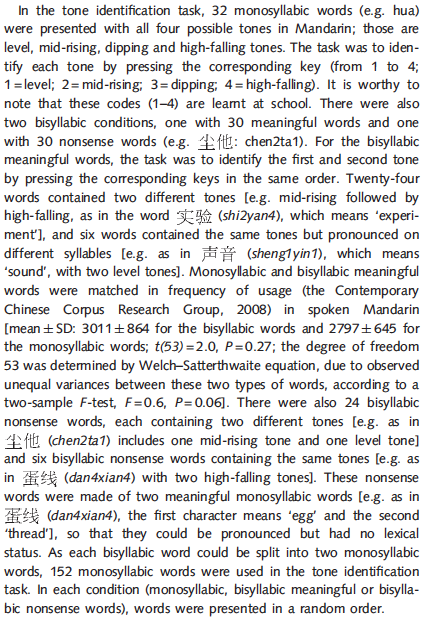 In the tone identification task, 32 monosyllabic words (e.g. hua)
were presented with all four possible tones in Mandarin; those are
level, mid-rising, dipping and high-falling tones. The task was to iden-
tify each tone by pressing the corresponding key (from 1 to 4;
1 = level; 2 = mid-rising; 3 = dipping; 4 = high-falling). It is worthy to
note that these codes (1–4) are learnt at school. There were also
two bisyllabic conditions, one with 30 meaningful words and one
with 30 nonsense words (e.g. 尘他: chen2ta1). For the bisyllabic
meaningful words, the task was to identify the first and second tone
by pressing the corresponding keys in the same order. Twenty-four
words contained two different tones [e.g. mid-rising followed by
high-falling, as in the word 实验 (shi2yan4), which means ‘experi-
ment’], and six words contained the same tones but pronounced on
different syllables [e.g. as in 声音 (sheng1yin1), which means
‘sound’, with two level tones]. Monosyllabic and bisyllabic meaningful
words were matched in frequency of usage (the Contemporary
Chinese Corpus Research Group, 2008) in spoken Mandarin
[mean ± SD: 3011 ± 864 for the bisyllabic words and 2797 ± 645 for
the monosyllabic words; t(53) = 2.0, P = 0.27; the degree of freedom
53 was determined by Welch–Satterthwaite equation, due to observed
unequal variances between these two types of words, according to a
two-sample F-test, F = 0.6, P = 0.06]. There were also 24 bisyllabic
nonsense words, each containing two different tones [e.g. as in
尘他 (chen2ta1) includes one mid-rising tone and one level tone]
and six bisyllabic nonsense words containing the same tones [e.g. as
in 蛋线 (dan4xian4) with two high-falling tones]. These nonsense
words were made of two meaningful monosyllabic words [e.g. as in
蛋线 (dan4xian4), the first character means ‘egg’ and the second
‘thread’], so that they could be pronounced but had no lexical
status. As each bisyllabic word could be split into two monosyllabic
words, 152 monosyllabic words were used in the tone identification
task. In each condition (monosyllabic, bisyllabic meaningful or bisylla-
bic nonsense words), words were presented in a random order.